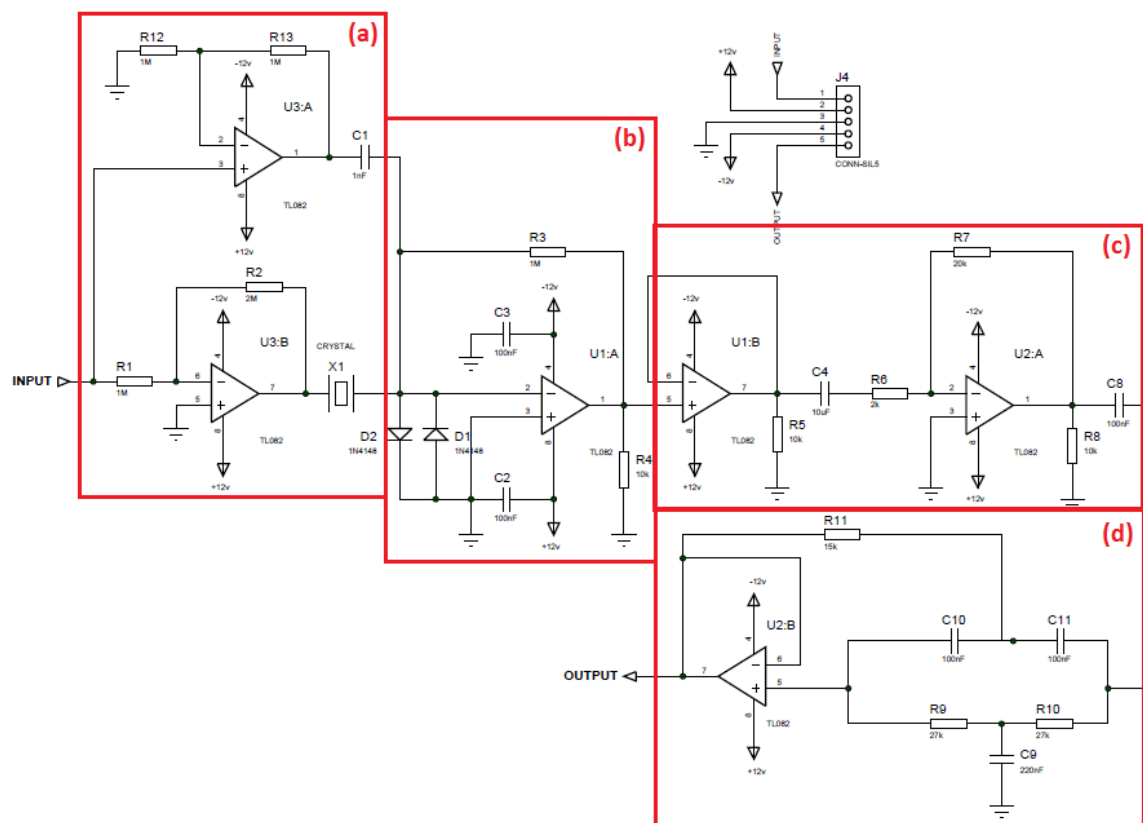 (a)
R12
1M
R13
1M
-12v
4
U3:A
2
3
1
8
TL082
+12v
C1
1nF
R2
2M
-12v
4
U3:B
INPUT
R1
1M
6
5
7
8
TL082
+12v
CRYSTAL
X1
(b)
R3
1M
-12v
C3
100nF
4
U1:A
2
3
1
8
TL082
D2
1N4148
D1
1N4148
C2
100nF
+12v
R4
10k
+12v
INPUT
J4
1
2
3
4
5
-12v
CONN-SIL5
OUTPUT
(c)
-12v
4
U1:B
6
5
7
8
TL082
+12v
R5
10k
C4
10uF
R6
2k
R7
20k
-12v
4
U2:A
2
3
1
8
TL082
+12v
R8
10k
C8
100nF
(d)
R11
15k
-12v
4
U2:B
6
5
7
8
TL082
+12v
OUTPUT
C10
100nF
C11
100nF
R9
27k
R10
27k
C9
220nF